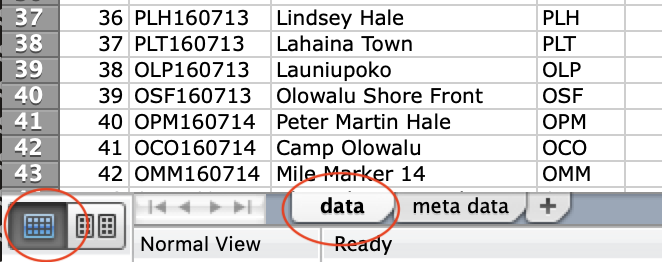 37 36 PLH160713 Lindsey Hale PLH
38 37 PLT160713 Lahaina Town PLT
39 38 OLP160713 Launiupoko OLP
40 39 OSF160713 Olowalu Shore Front OSF
41 40 OPM160714 Peter Martin Hale OPM
42 41 OCO160714 Camp Olowalu OCO
43 42 OMM160714 Mile Marker 14 OMM
data meta data +
Normal View Ready